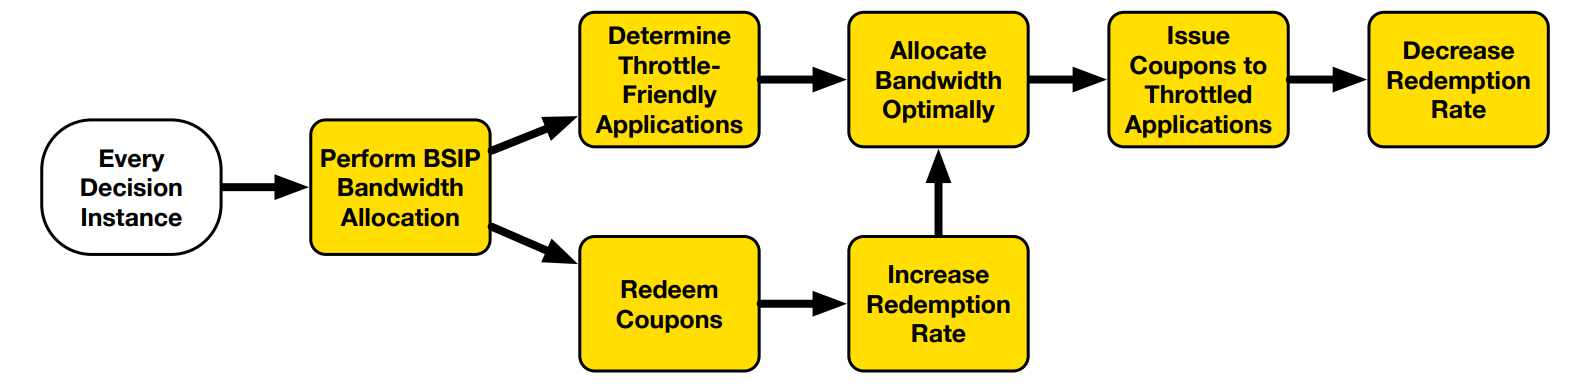 Every
Decision
Instance
Perform BSIP
Bandwidth
Allocation
Determine
Throttle-
Friendly
Applications
Allocate
Bandwidth
Optimally
Issue
Coupons to
Throttled
Applications
Decrease
Redemption
Rate
Redeem
Coupons
Increase
Redemption
Rate